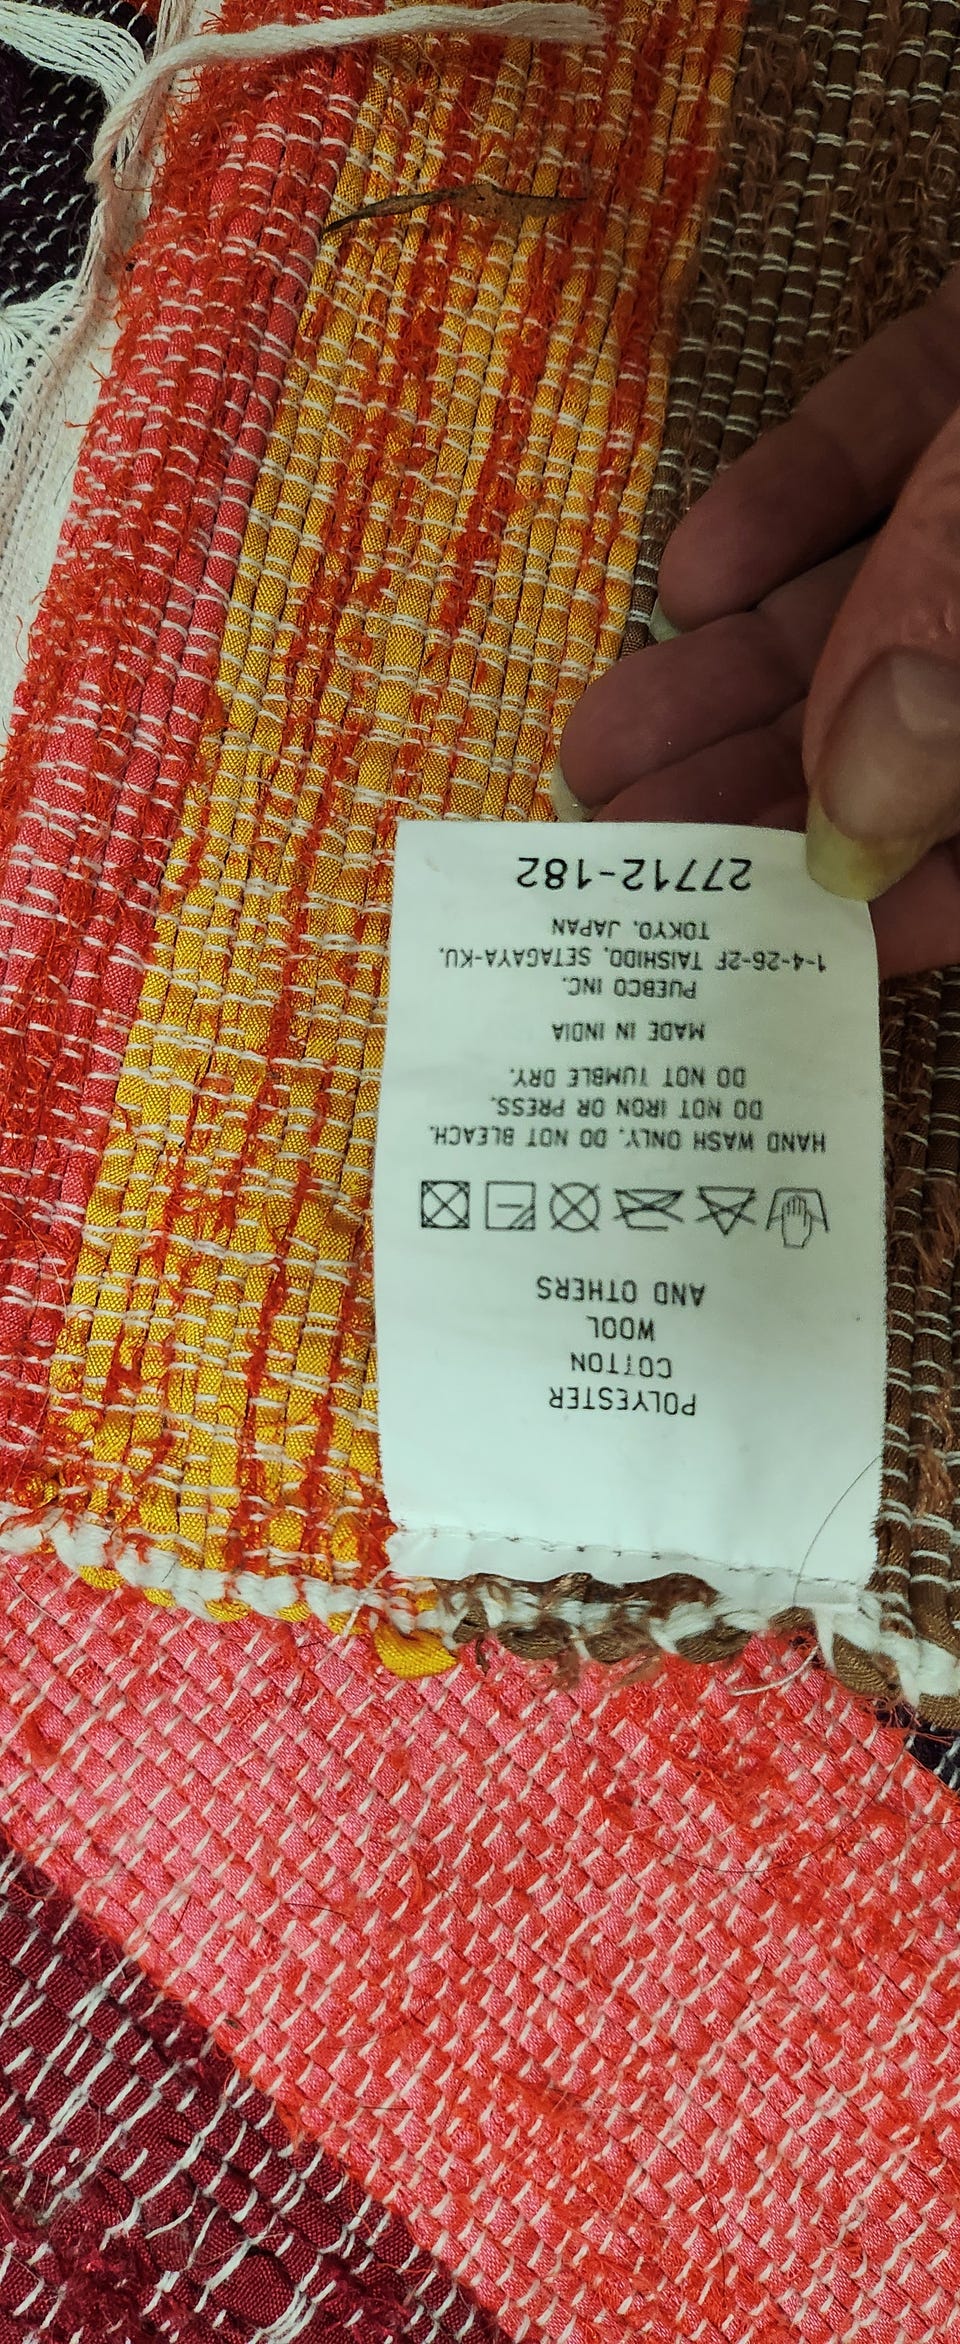 POLYESTER
COTTON
WOOL
AND OTHERS
HAND WASH ONLY. DO NOT BLEACH.
DO NOT IRON OR PRESS.
DO NOT TUMBLE DRY.
MADE IN INDIA
PUEBCO INC.
1-4-26-2F TAISHIDO, SETAGAYA-KU.
TOKYO. JAPAN
27712-182